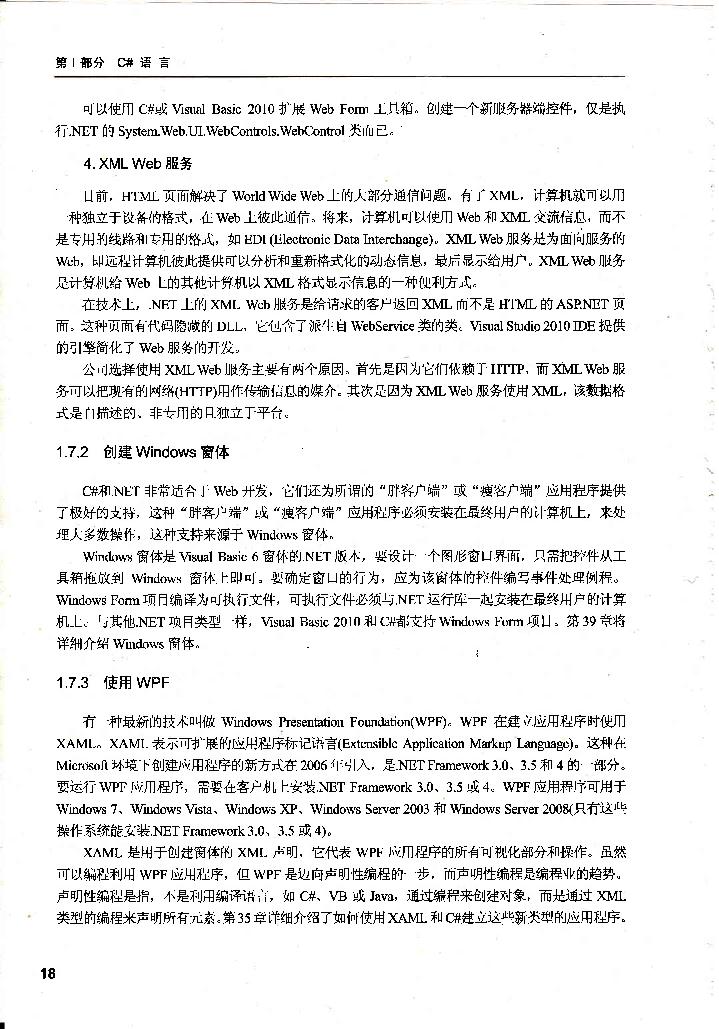 第Ⅰ部分 C# 语 言
可以使用 C#或 Visual Basic 2010 扩展 Web Form 工具箱。创建一个新服务器端控件，仅是执
行.NET 的 System.Web.UI.WebControls.WebControl 类而已。
4. XML Web 服务
目前，HTML 页面解决了 World Wide Web 上的大部分通信问题。有了 XML，计算机就可以用
一种独立于设备的格式，在 Web 上彼此通信。将来，计算机可以使用 Web 和 XML 交流信息，而不
是专用的线路和专用的格式，如 EDI (Electronic Data Interchange)。XML Web 服务是为面向服务的
Web，即远程计算机彼此提供可以分析和重新格式化的动态信息，最后显示给用户。XML Web 服务
是计算机给 Web 上的其他计算机以 XML 格式显示信息的一种便利方式。
在技术上，.NET 上的 XML Web 服务是给请求的客户返回 XML 而不是 HTML 的 ASP.NET 页
面。这种页面有代码隐藏的 DLL，它包含了派生自 WebService 类的类。Visual Studio 2010 IDE 提供
的引擎简化了 Web 服务的开发。
公司选择使用 XML Web 服务主要有两个原因。首先是因为它们依赖于 HTTP，而 XML Web 服
务可以把现有的网络(HTTP)用作传输信息的媒介。其次是因为 XML Web 服务使用 XML，该数据格
式是自描述的、非专用的且独立于平台。
1.7.2 创建 Windows 窗体
C#和.NET 非常适合于 Web 开发，它们还为所谓的“胖客户端”或“瘦客户端”应用程序提供
了极好的支持，这种“胖客户端”或“瘦客户端”应用程序必须安装在最终用户的计算机上，来处
理大多数操作，这种支持来源于 Windows 窗体。
Windows 窗体是 Visual Basic 6 窗体的.NET 版本，要设计一个图形窗口界面，只需把控件从工
具箱拖放到 Windows 窗体上即可。要确定窗口的行为，应为该窗体的控件编写事件处理例程。
Windows Form 项目编译为可执行文件，可执行文件必须与.NET 运行库一起安装在最终用户的计算
机上。与其他.NET 项目类型一样，Visual Basic 2010 和 C#都支持 Windows Form 项目。第 39 章将
详细介绍 Windows 窗体。
1.7.3 使用 WPF
有一种最新的技术叫做 Windows Presentation Foundation(WPF)。WPF 在建立应用程序时使用
XAML。XAML 表示可扩展的应用程序标记语言(Extensible Application Markup Language)。这种在
Microsoft 环境下创建应用程序的新方式在 2006 年引入，是.NET Framework 3.0、3.5 和 4 的一部分。
要运行 WPF 应用程序，需要在客户机上安装.NET Framework 3.0、3.5 或 4。WPF 应用程序可用于
Windows 7、Windows Vista、Windows XP、Windows Server 2003 和 Windows Server 2008(只有这些
操作系统能安装.NET Framework 3.0、3.5 或 4)。
XAML 是用于创建窗体的 XML 声明，它代表 WPF 应用程序的所有可视化部分和操作。虽然
可以编程利用 WPF 应用程序，但 WPF 是迈向声明性编程的一步，而声明性编程是编程业的趋势。
声明性编程是指，不是利用编译语言，如 C#、VB 或 Java，通过编程来创建对象，而是通过 XML
类型的编程来声明所有元素。第 35 章详细介绍了如何使用 XAML 和 C#建立这些新类型的应用程序。
18